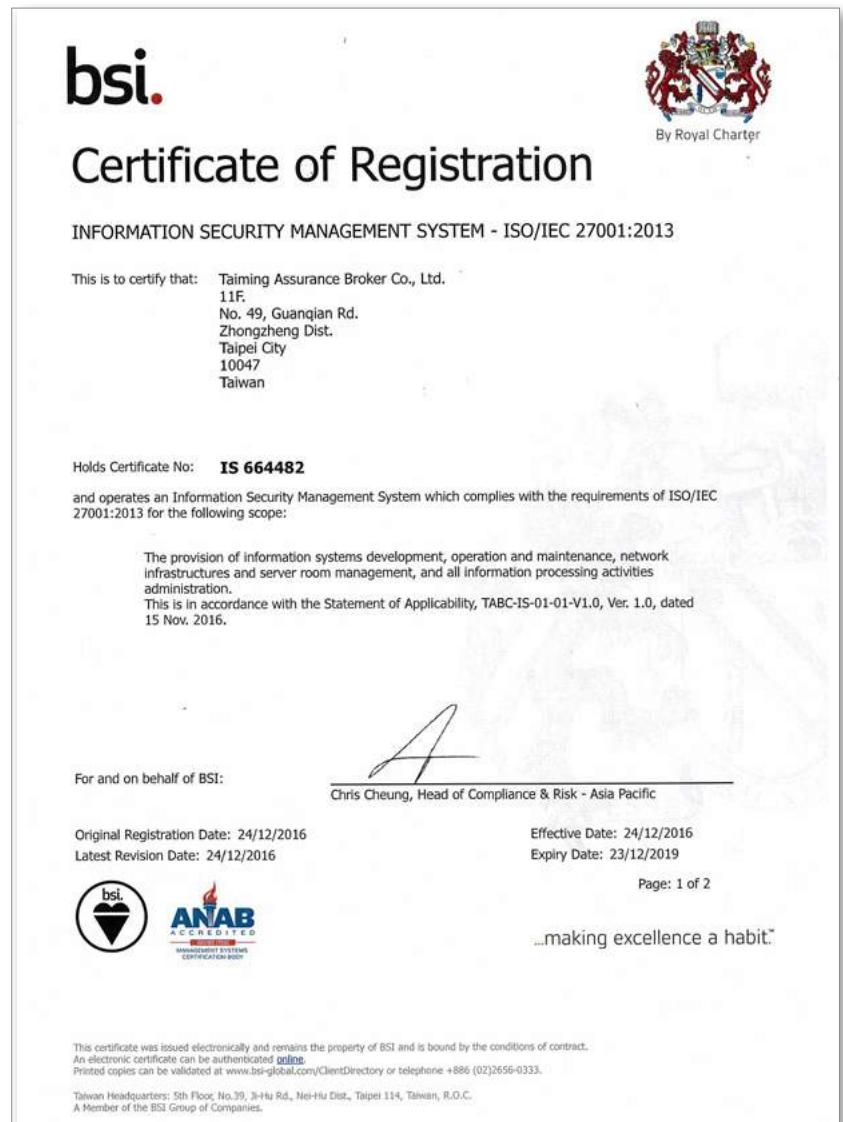 bsi.
By Royal Charter
Certificate of Registration
INFORMATION SECURITY MANAGEMENT SYSTEM - ISO/IEC 27001:2013
This is to certify that: Taiming Assurance Broker Co., Ltd.
11F.
No. 49, Guanqian Rd.
Zhongzheng Dist.
Taipei City
10047
Taiwan
Holds Certificate No: IS 664482
and operates an Information Security Management System which complies with the requirements of ISO/IEC
27001:2013 for the following scope:
The provision of information systems development, operation and maintenance, network
infrastructures and server room management, and all information processing activities
administration.
This is in accordance with the Statement of Applicability, TABC-IS-01-01-V1.0, Ver. 1.0, dated
15 Nov. 2016.
For and on behalf of BSI:
Chris Cheung, Head of Compliance & Risk - Asia Pacific
Original Registration Date: 24/12/2016 Effective Date: 24/12/2016
Latest Revision Date: 24/12/2016 Expiry Date: 23/12/2019
Page: 1 of 2
bsi.
ANAB
ACCREDITED
MANAGEMENT SYSTEMS
CERTIFICATION BODY
...making excellence a habit.™
This certificate was issued electronically and remains the property of BSI and is bound by the conditions of contract.
An electronic certificate can be authenticated online.
Printed copies can be validated at www.bsi-global.com/ClientDirectory or telephone +886 (02)2656-0333.
Taiwan Headquarters: 5th Floor, No.39, Ji-Hu Rd., Nei-Hu Dist., Taipei 114, Taiwan, R.O.C.
A Member of the BSI Group of Companies.